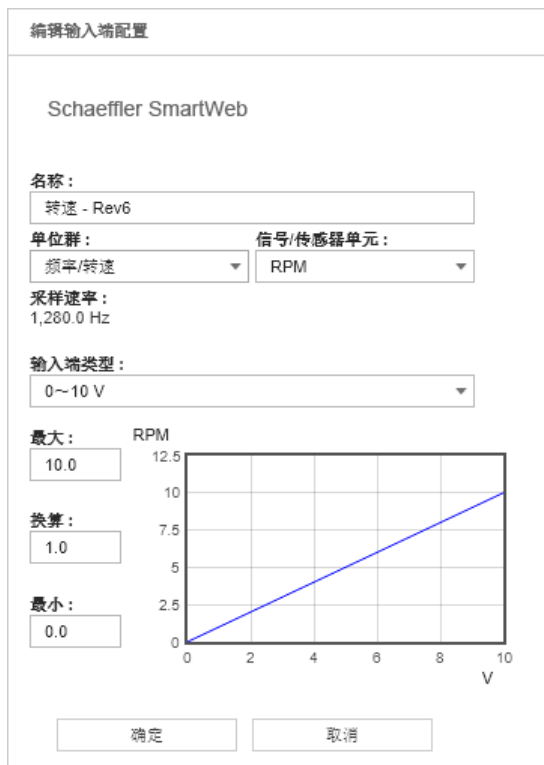 编辑输入端配置
Schaeffler SmartWeb
名称：
转速 - Rev6
单位群： 信号/传感器单元：
频率/转速 RPM
采样速率：
1,280.0 Hz
输入端类型：
0～10 V
最大： RPM
10.0
换算：
1.0
最小：
0.0
12.5
10
7.5
5
2.5
0
0 2 4 6 8 10
V
确定 取消